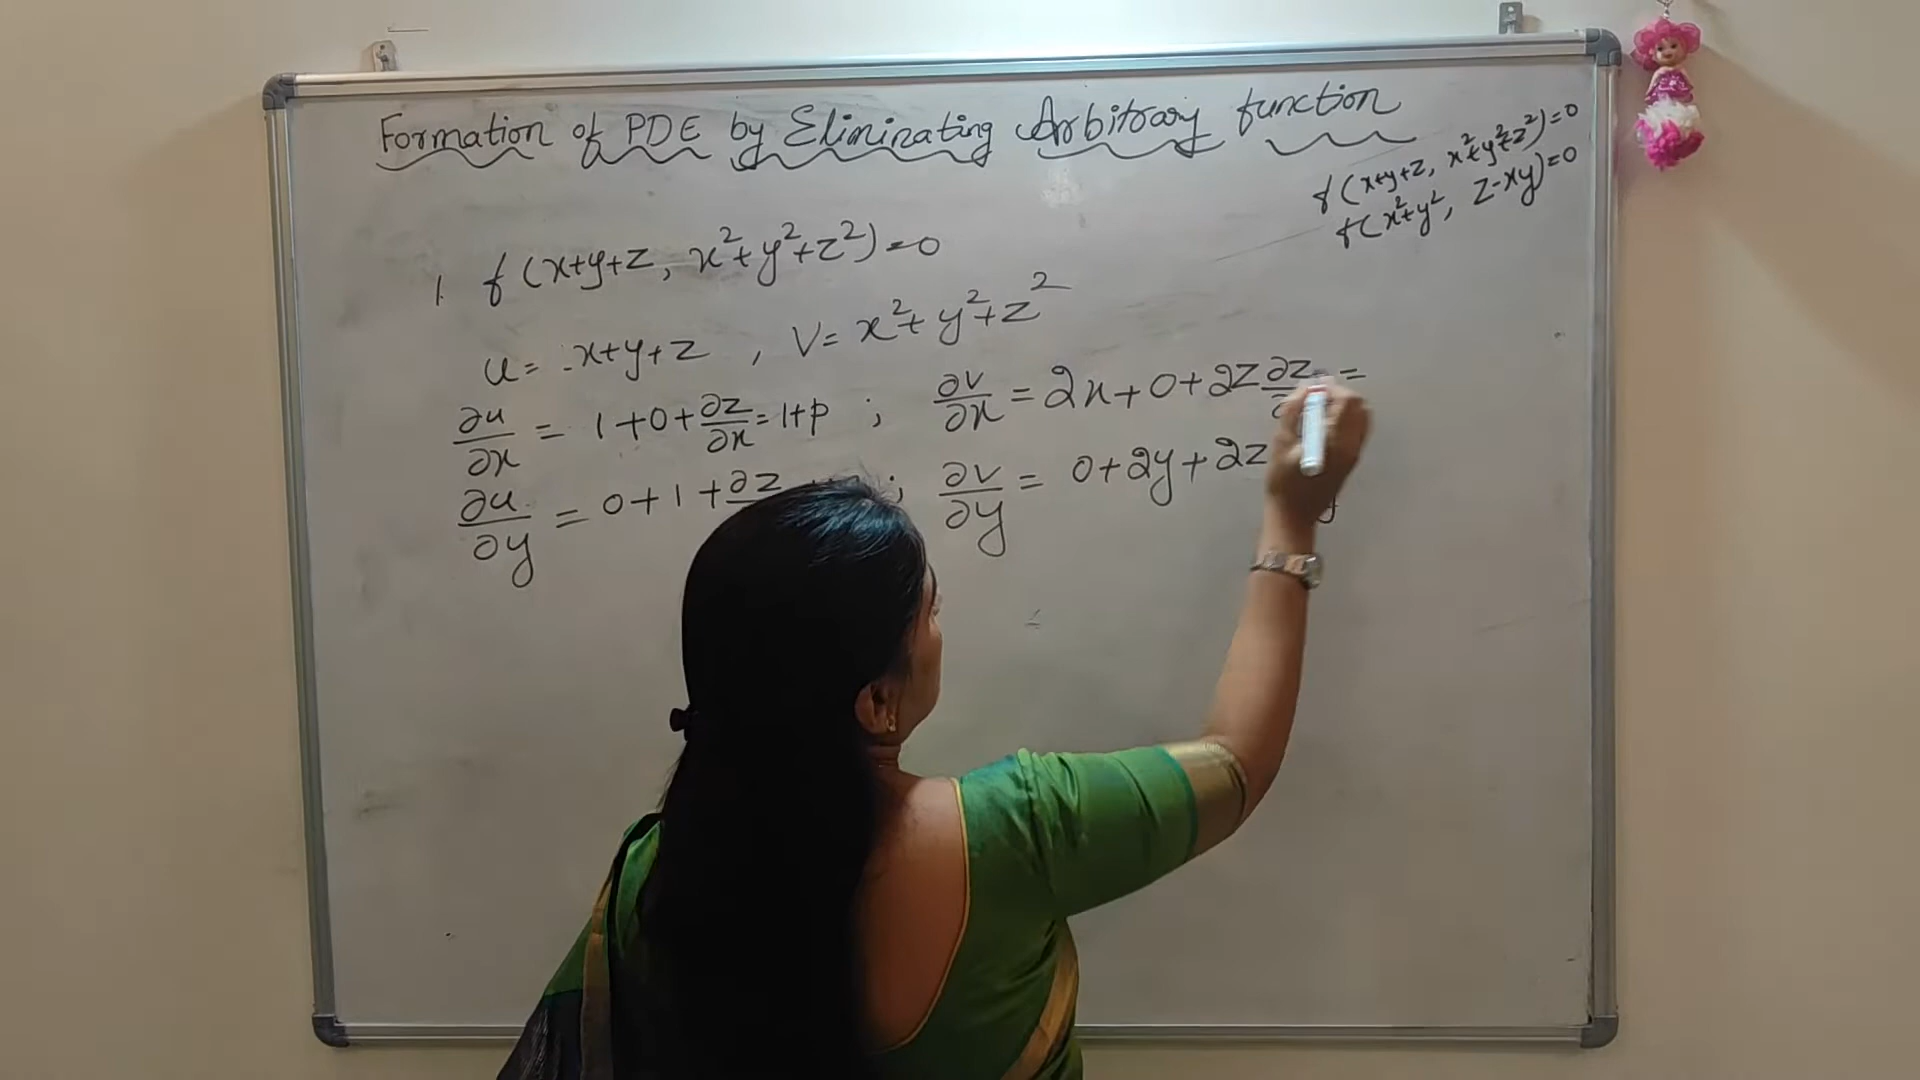 Formation of PDE by Eliminating Arbitrary function
f(x+y+z, x²+y²+z²)=0
f(x²+y², z-xy)=0
1. f(x+y+z, x²+y²+z²)=0
u= x+y+z , V= x²+y²+z²
∂u/∂x = 1+0+∂z/∂x=1+p ; ∂v/∂x = 2x+0+2z∂z =
∂u/∂y = 0+1+∂z ; ∂v/∂y = 0+2y+2z